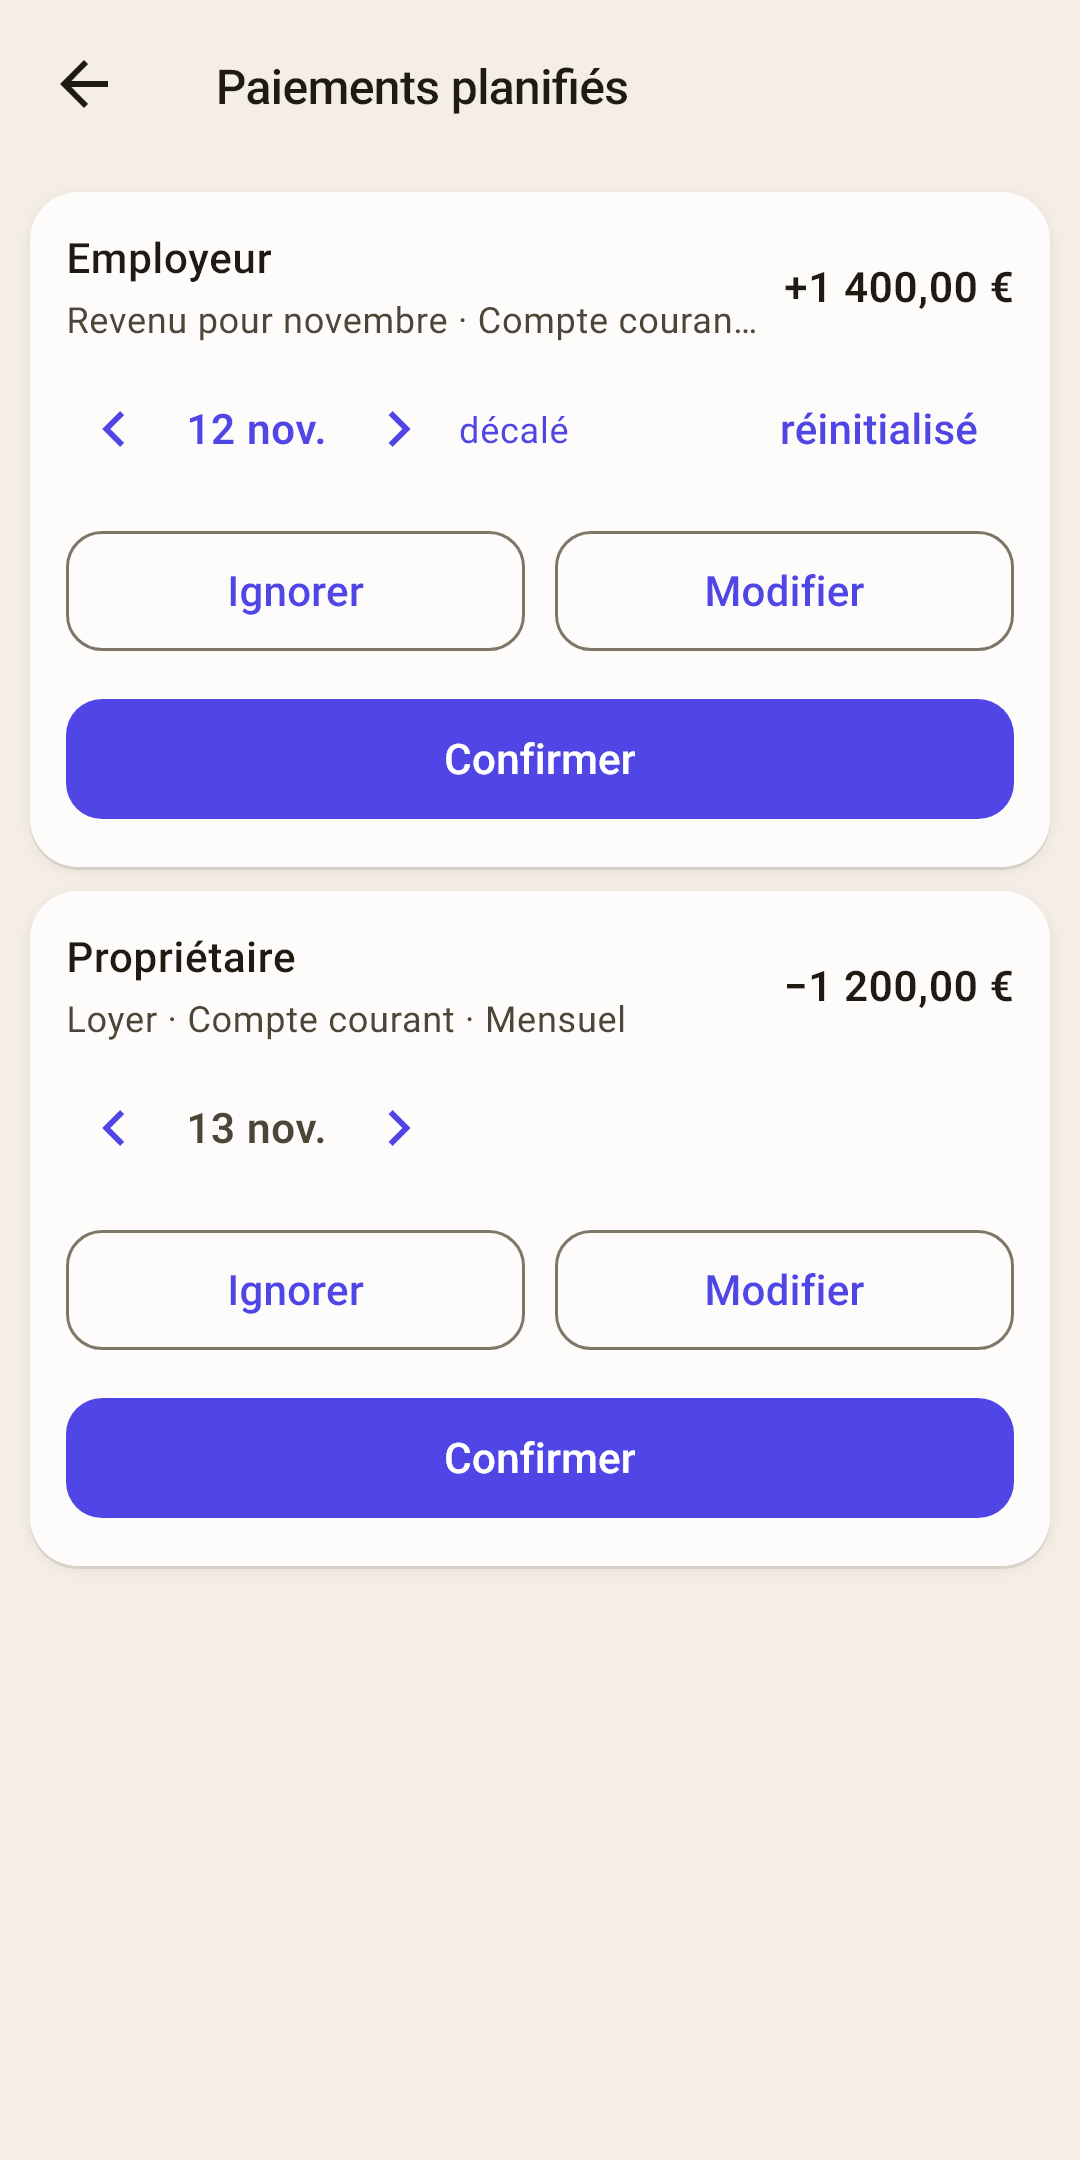 Paiements planifiés
Employeur
+1 400,00 €
Revenu pour novembre · Compte couran…
12 nov.
décalé
réinitialisé
Ignorer
Modifier
Confirmer
Propriétaire
−1 200,00 €
Loyer · Compte courant · Mensuel
13 nov.
Ignorer
Modifier
Confirmer